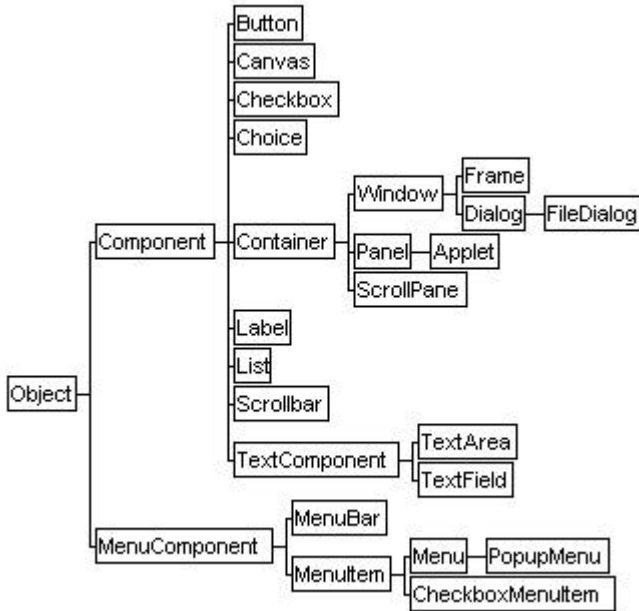 Button
Canvas
Checkbox
Choice
Frame
Window
Dialog
FileDialog
Component
Container
Panel
Applet
ScrollPane
Label
List
Object
Scrollbar
TextArea
TextComponent
TextField
MenuBar
MenuComponent
Menu
PopupMenu
MenuItem
CheckboxMenuItem